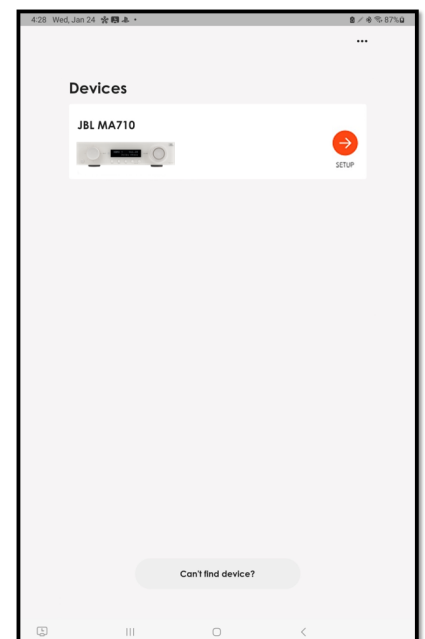 4:28 Wed, Jan 24 87%
Devices
JBL MA710
SETUP
Can't find device?